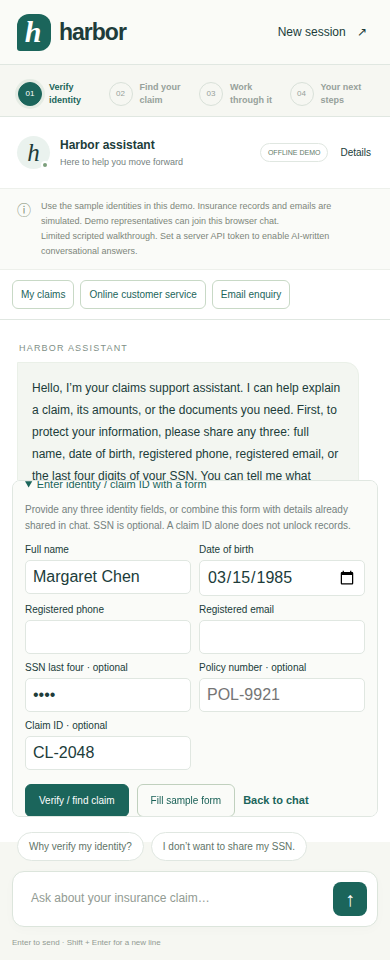 h harbor
New session ↗
01 Verify identity
02 Find your claim
03 Work through it
04 Your next steps
h
Harbor assistant
Here to help you move forward
OFFLINE DEMO
Details
ⓘ Use the sample identities in this demo. Insurance records and emails are
simulated. Demo representatives can join this browser chat.
Limited scripted walkthrough. Set a server API token to enable AI-written
conversational answers.
My claims
Online customer service
Email enquiry
HARBOR ASSISTANT
Hello, I'm your claims support assistant. I can help explain
a claim, its amounts, or the documents you need. First, to
protect your information, please share any three: full
name, date of birth, registered phone, registered email, or
the last four digits of your SSN. You can tell me what
▼ Enter identity / claim ID with a form
Provide any three identity fields, or combine this form with details already
shared in chat. SSN is optional. A claim ID alone does not unlock records.
Full name
Date of birth
Margaret Chen
03/15/1985
Registered phone
Registered email
SSN last four · optional
Policy number · optional
••••
POL-9921
Claim ID · optional
CL-2048
Verify / find claim
Fill sample form
Back to chat
Why verify my identity?
I don't want to share my SSN.
Ask about your insurance claim…
↑
Enter to send · Shift + Enter for a new line